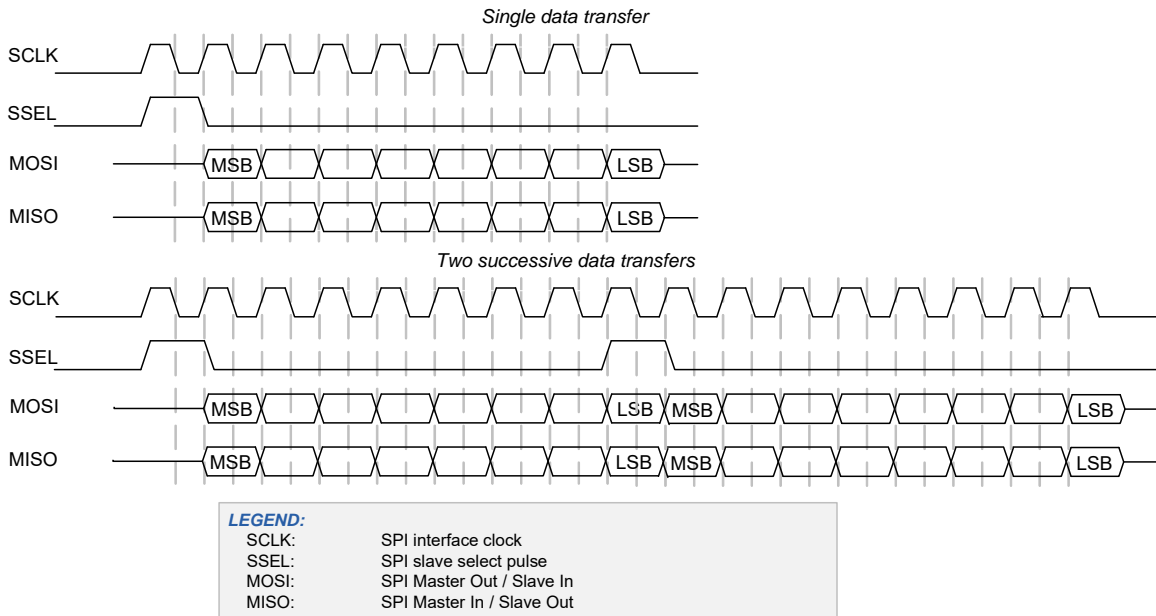 Single data transfer
SCLK
SSEL
MOSI MSB LSB
MISO MSB LSB
Two successive data transfers
SCLK
SSEL
MOSI MSB LSB MSB LSB
MISO MSB LSB MSB LSB
LEGEND:
SCLK: SPI interface clock
SSEL: SPI slave select pulse
MOSI: SPI Master Out / Slave In
MISO: SPI Master In / Slave Out